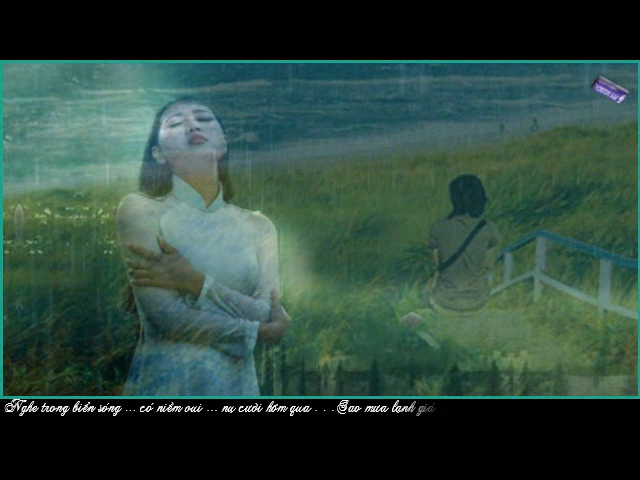 Nghe trong biển sóng ... có niềm vui ... nụ cười hôm qua . . . Sao mưa lạnh giá